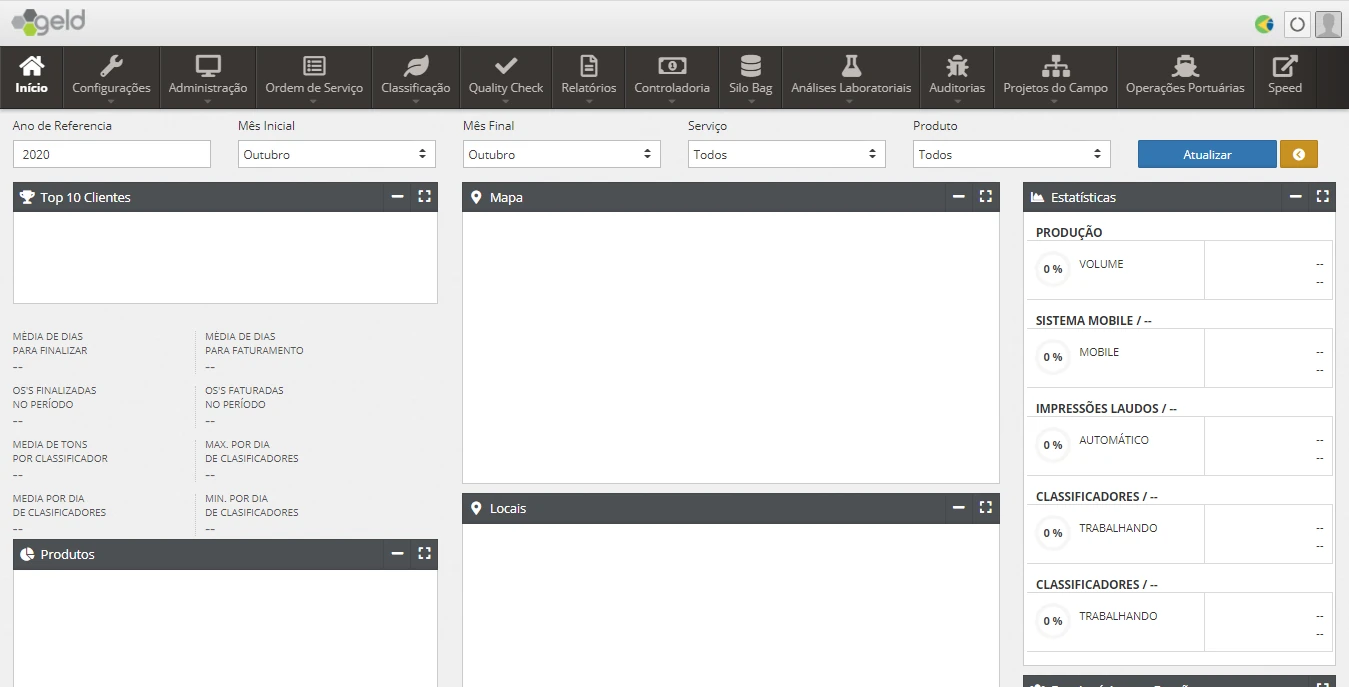 geld
Início
Configurações
Administração
Ordem de Serviço
Classificação
Quality Check
Relatórios
Controladoria
Silo Bag
Análises Laboratoriais
Auditorias
Projetos do Campo
Operações Portuárias
Speed
Ano de Referencia
Mês Inicial
Mês Final
Serviço
Produto
2020
Outubro
Outubro
Todos
Todos
Atualizar
Top 10 Clientes
MÉDIA DE DIAS
PARA FINALIZAR
--
MÉDIA DE DIAS
PARA FATURAMENTO
--
OS'S FINALIZADAS
NO PERÍODO
--
OS'S FATURADAS
NO PERÍODO
--
MEDIA DE TONS
POR CLASSIFICADOR
--
MAX. POR DIA
DE CLASIFICADORES
--
MEDIA POR DIA
DE CLASIFICADORES
--
MIN. POR DIA
DE CLASIFICADORES
--
Produtos
Mapa
Locais
Estatísticas
PRODUÇÃO
0 %
VOLUME
--
--
SISTEMA MOBILE / --
0 %
MOBILE
--
--
IMPRESSÕES LAUDOS / --
0 %
AUTOMÁTICO
--
--
CLASSIFICADORES / --
0 %
TRABALHANDO
--
--
CLASSIFICADORES / --
0 %
TRABALHANDO
--
--